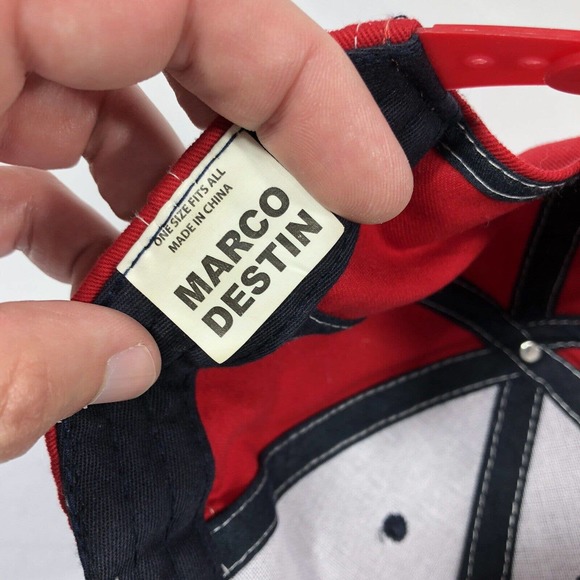 ONE SIZE FITS ALL
MADE IN CHINA
MARCO
DESTIN